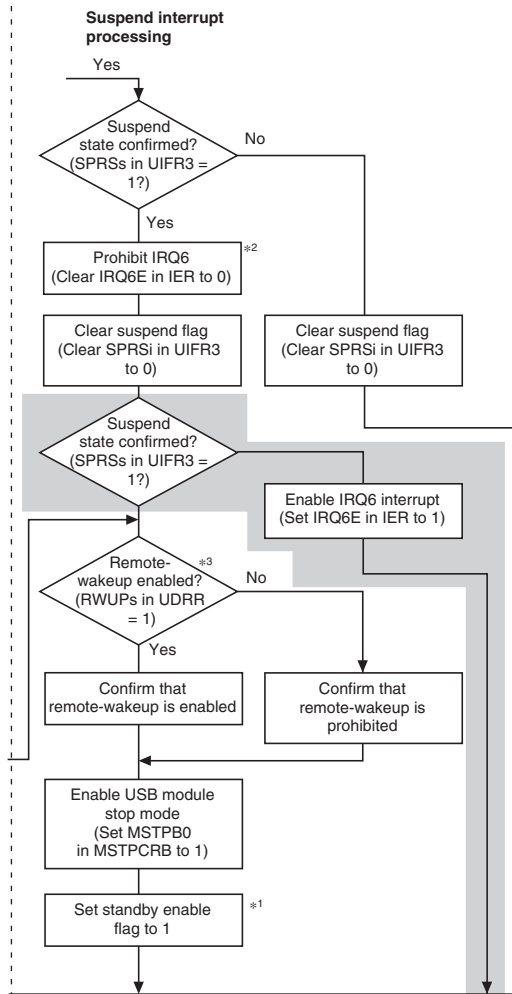 Suspend interrupt
processing
Yes
Suspend
state confirmed?
(SPRSs in UIFR3 =
1?)
No
Yes
Prohibit IRQ6
(Clear IRQ6E in IER to 0)
*2
Clear suspend flag
(Clear SPRSi in UIFR3
to 0)
Clear suspend flag
(Clear SPRSi in UIFR3
to 0)
Suspend
state confirmed?
(SPRSs in UIFR3 =
1?)
Enable IRQ6 interrupt
(Set IRQ6E in IER to 1)
Remote-
wakeup enabled?
(RWUPs in UDRR
= 1)
*3
No
Yes
Confirm that
remote-wakeup is enabled
Confirm that
remote-wakeup is
prohibited
Enable USB module
stop mode
(Set MSTPB0
in MSTPCRB to 1)
Set standby enable
flag to 1
*1